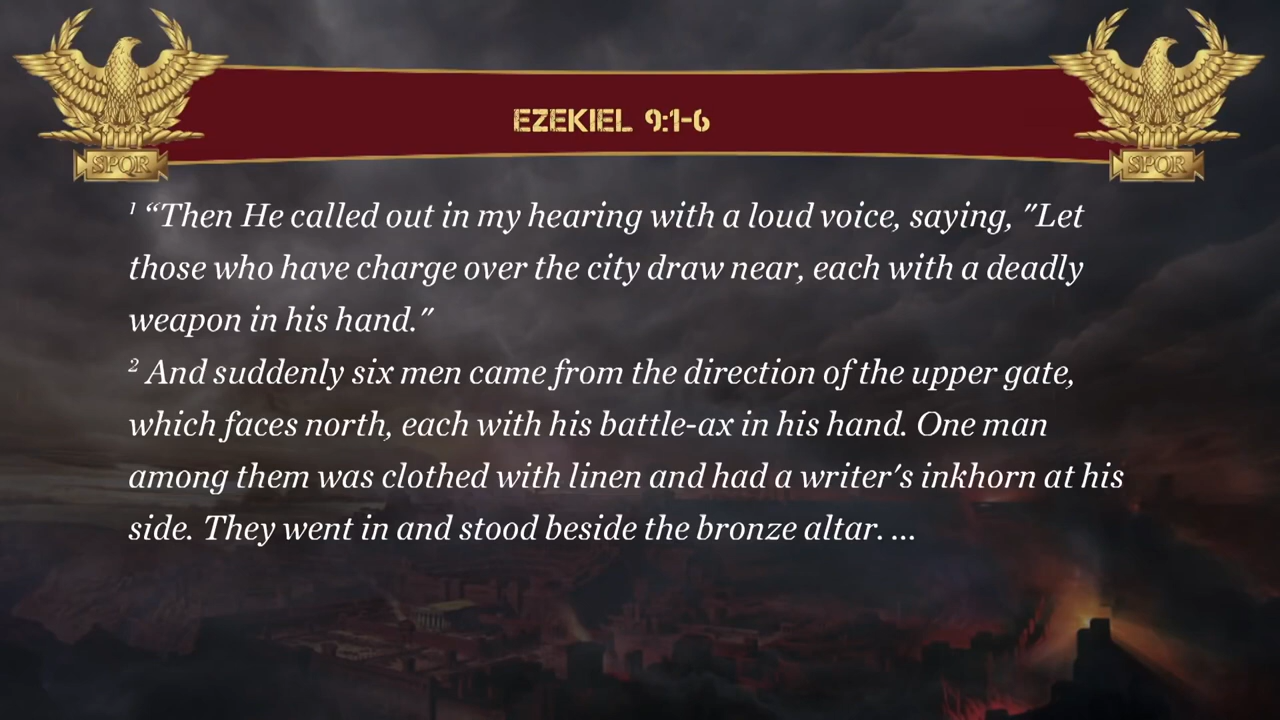 EZEKIEL 9:1-6
SPQR
SPQR
¹ “Then He called out in my hearing with a loud voice, saying, "Let
those who have charge over the city draw near, each with a deadly
weapon in his hand."
² And suddenly six men came from the direction of the upper gate,
which faces north, each with his battle-ax in his hand. One man
among them was clothed with linen and had a writer's inkhorn at his
side. They went in and stood beside the bronze altar. ...